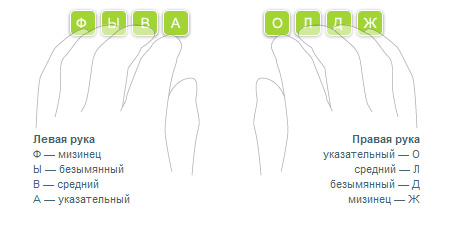 Ф Ы В А О Л Д Ж
Левая рука
Ф — мизинец
Ы — безымянный
В — средний
А — указательный
Правая рука
указательный — О
средний — Л
безымянный — Д
мизинец — Ж